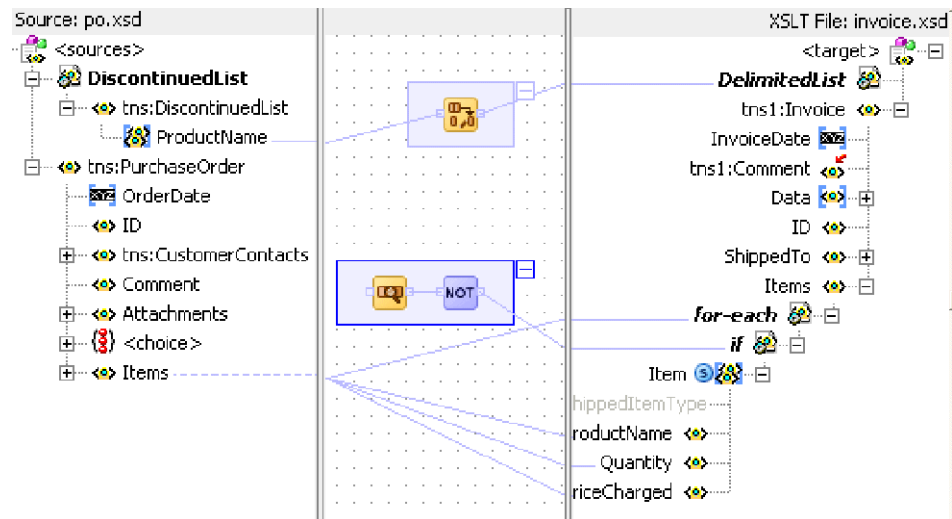 Source: po.xsd
XSLT File: invoice.xsd
<sources>
DiscontinuedList
tns:DiscontinuedList
ProductName
tns:PurchaseOrder
OrderDate
ID
tns:CustomerContacts
Comment
Attachments
<choice>
Items
NOT
<target>
DelimitedList
tns1:Invoice
InvoiceDate
tns1:Comment
Data
ID
ShippedTo
Items
for-each
if
Item
hippedItemType
roductName
Quantity
riceCharged